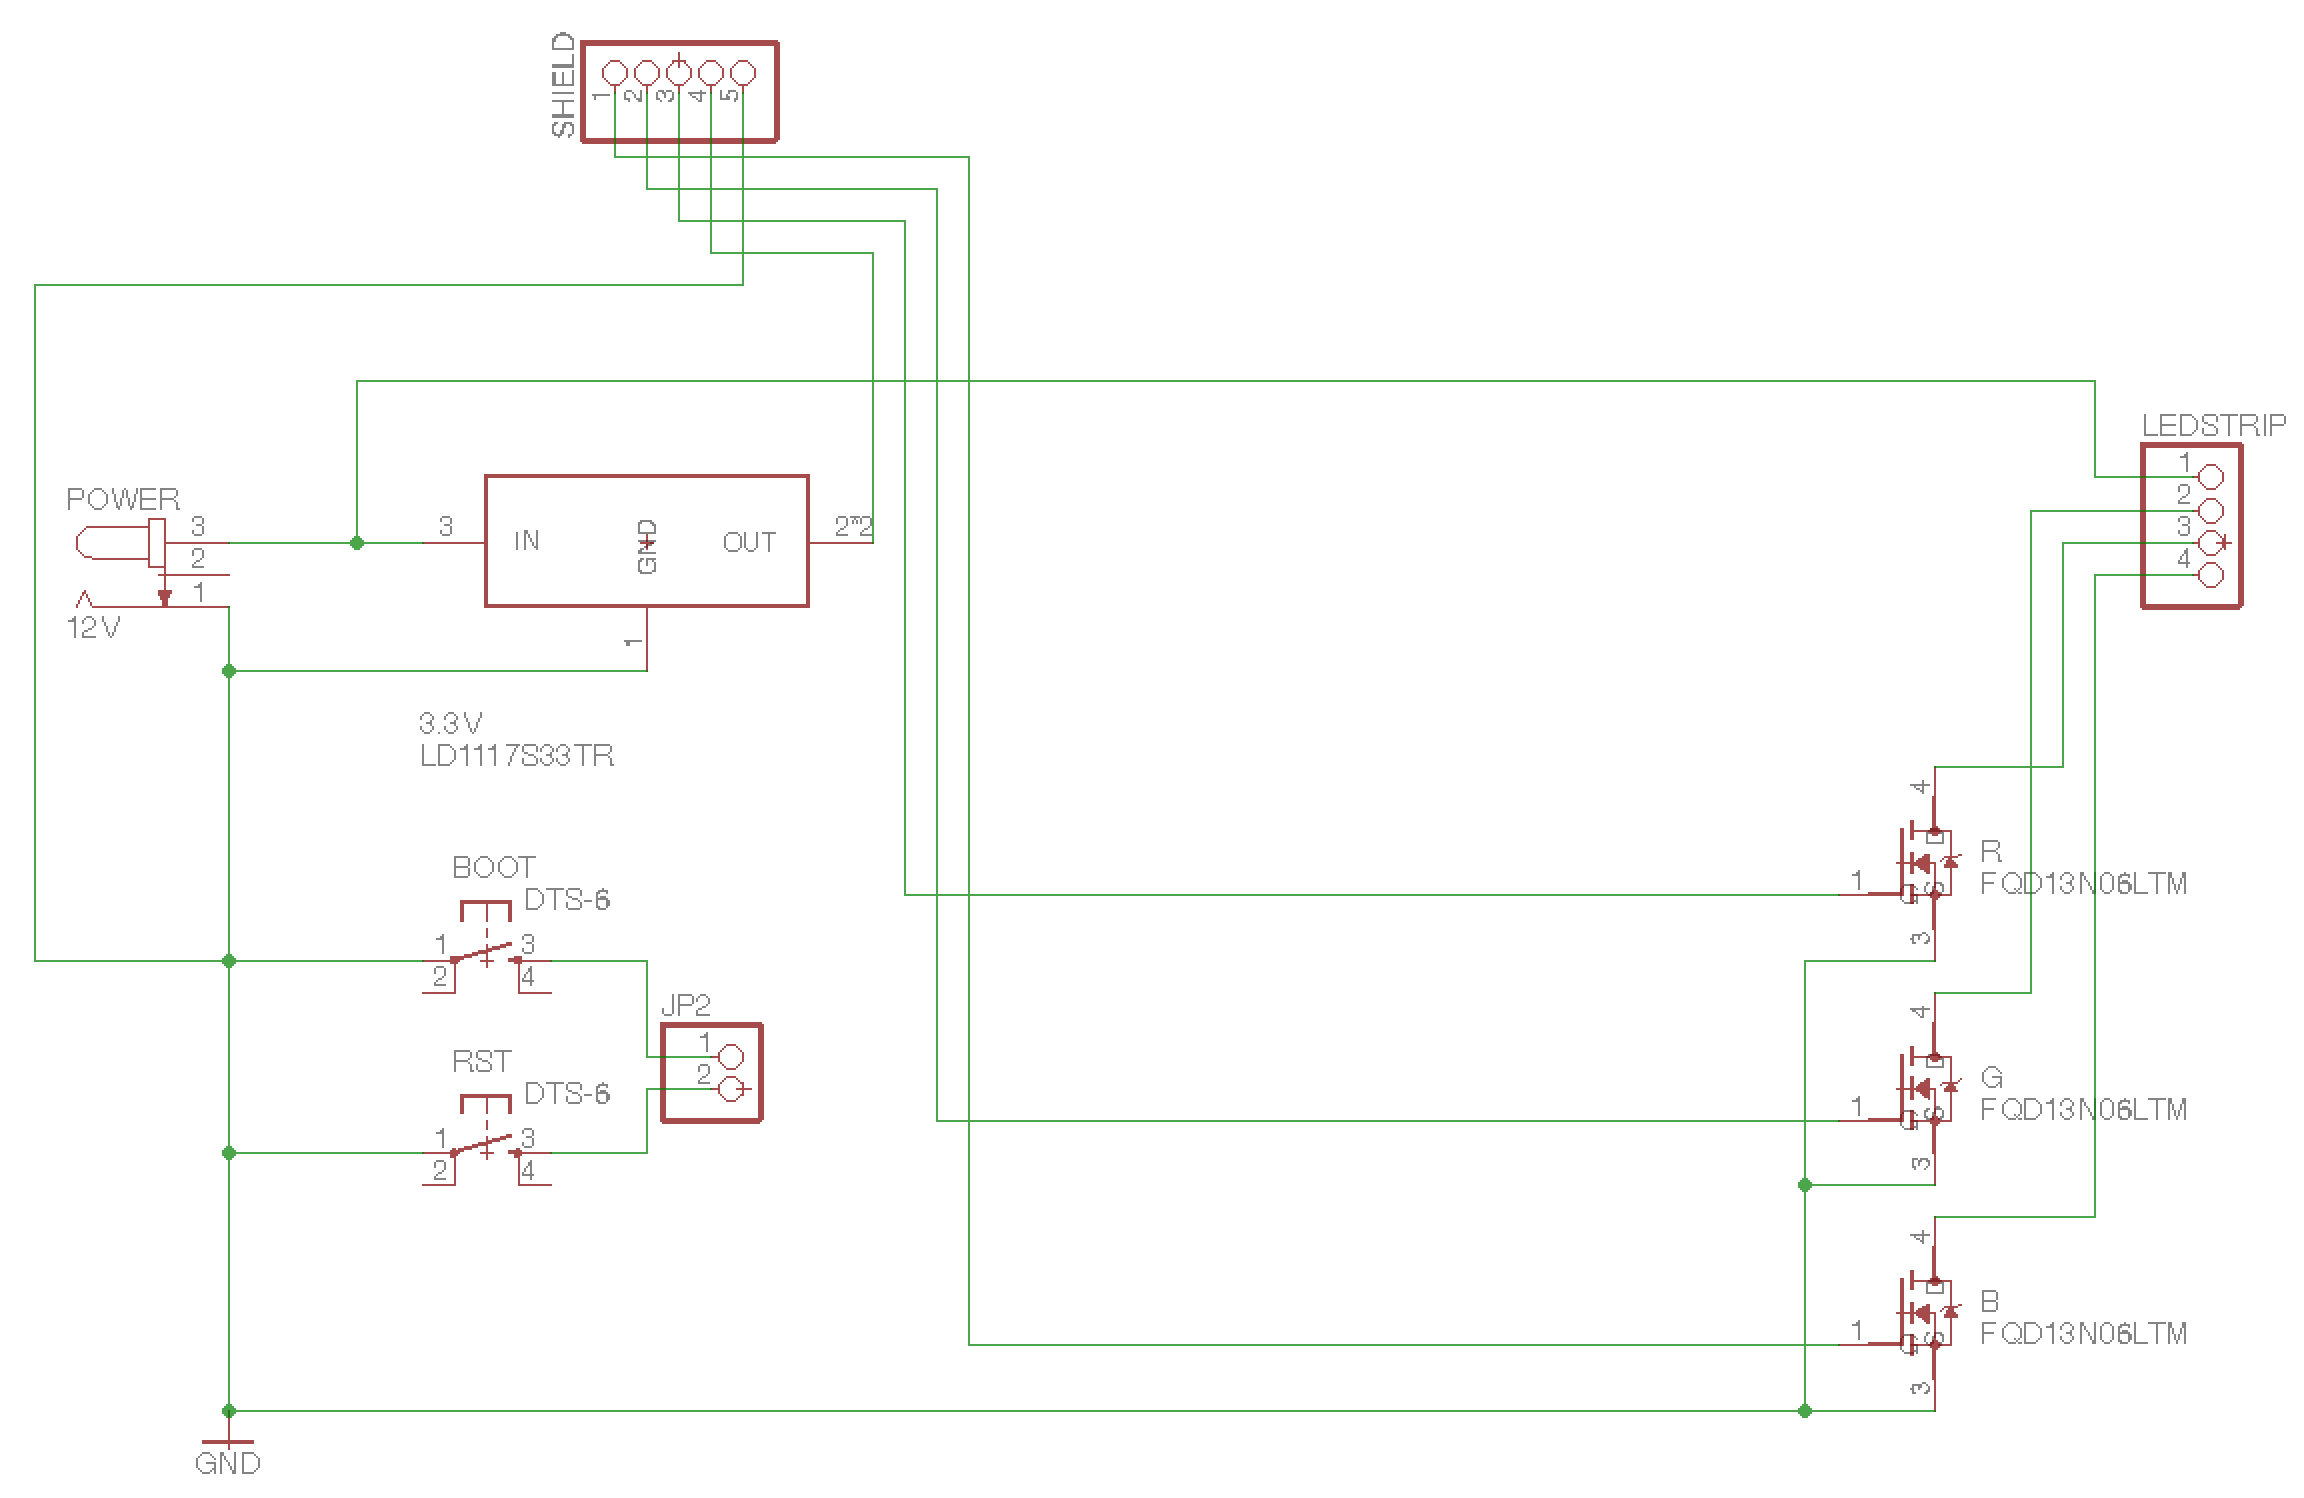 SHIELD
1 2 3 4 5
LEDSTRIP
1
2
3
4
POWER
3
2
1
12V
3
IN
GND
OUT
2*2
1
3.3V
LD1117S33TR
BOOT
DTS-6
1
2
3
4
JP2
1
2
RST
DTS-6
1
2
3
4
4
1
G
S
3
R
FQD13N06LTM
4
1
G
S
3
G
FQD13N06LTM
4
1
G
S
3
B
FQD13N06LTM
GND